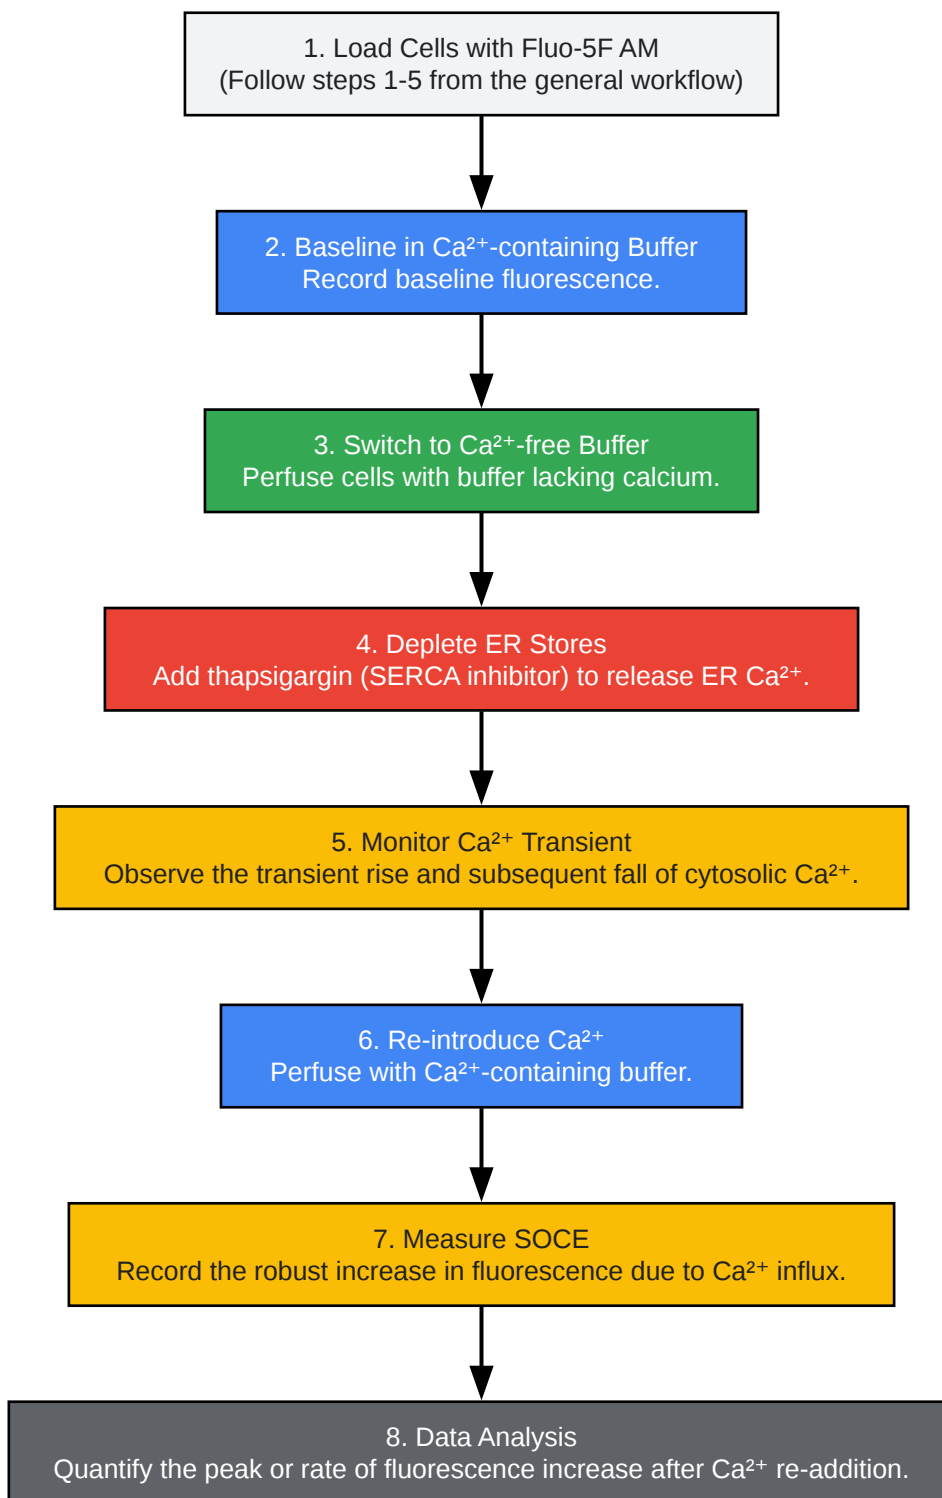 1. Load Cells with Fluo-5F AM
(Follow steps 1-5 from the general workflow)
2. Baseline in Ca²⁺-containing Buffer
Record baseline fluorescence.
3. Switch to Ca²⁺-free Buffer
Perfuse cells with buffer lacking calcium.
4. Deplete ER Stores
Add thapsigargin (SERCA inhibitor) to release ER Ca²⁺.
5. Monitor Ca²⁺ Transient
Observe the transient rise and subsequent fall of cytosolic Ca²⁺.
6. Re-introduce Ca²⁺
Perfuse with Ca²⁺-containing buffer.
7. Measure SOCE
Record the robust increase in fluorescence due to Ca²⁺ influx.
8. Data Analysis
Quantify the peak or rate of fluorescence increase after Ca²⁺ re-addition.